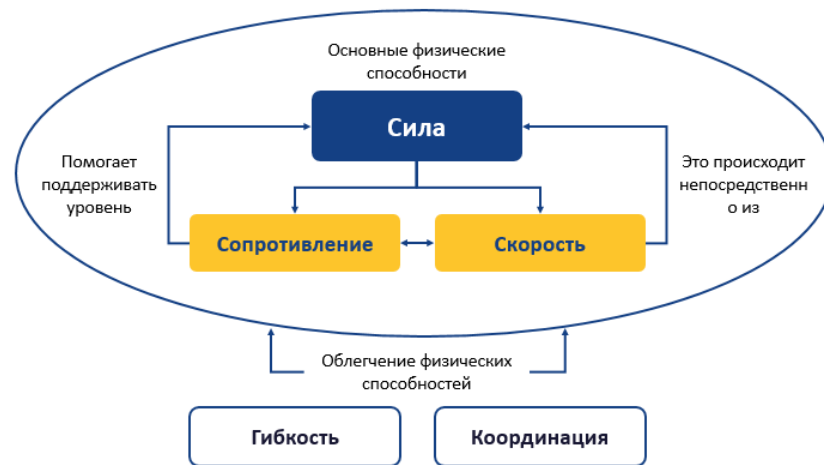 Основные физические
способности
Сила
Помогает
поддерживать
уровень
Это происходит
непосредственн
о из
Сопротивление
Скорость
Облегчение физических
способностей
Гибкость
Координация